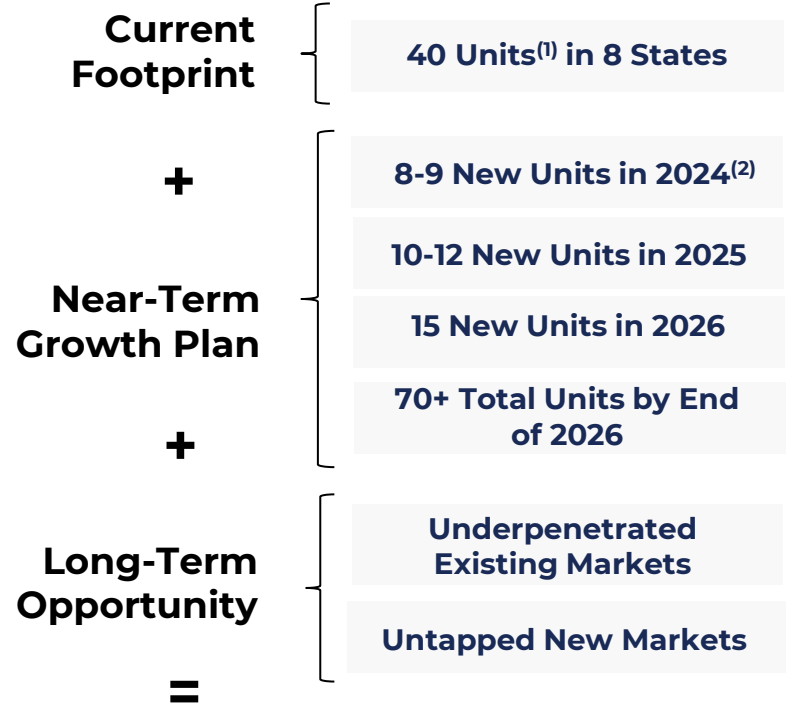 Current
Footprint
40 Units(1) in 8 States
+
8-9 New Units in 2024(2)
10-12 New Units in 2025
Near-Term
Growth Plan
15 New Units in 2026
70+ Total Units by End
of 2026
+
Underpenetrated
Existing Markets
Long-Term
Opportunity
Untapped New Markets
=